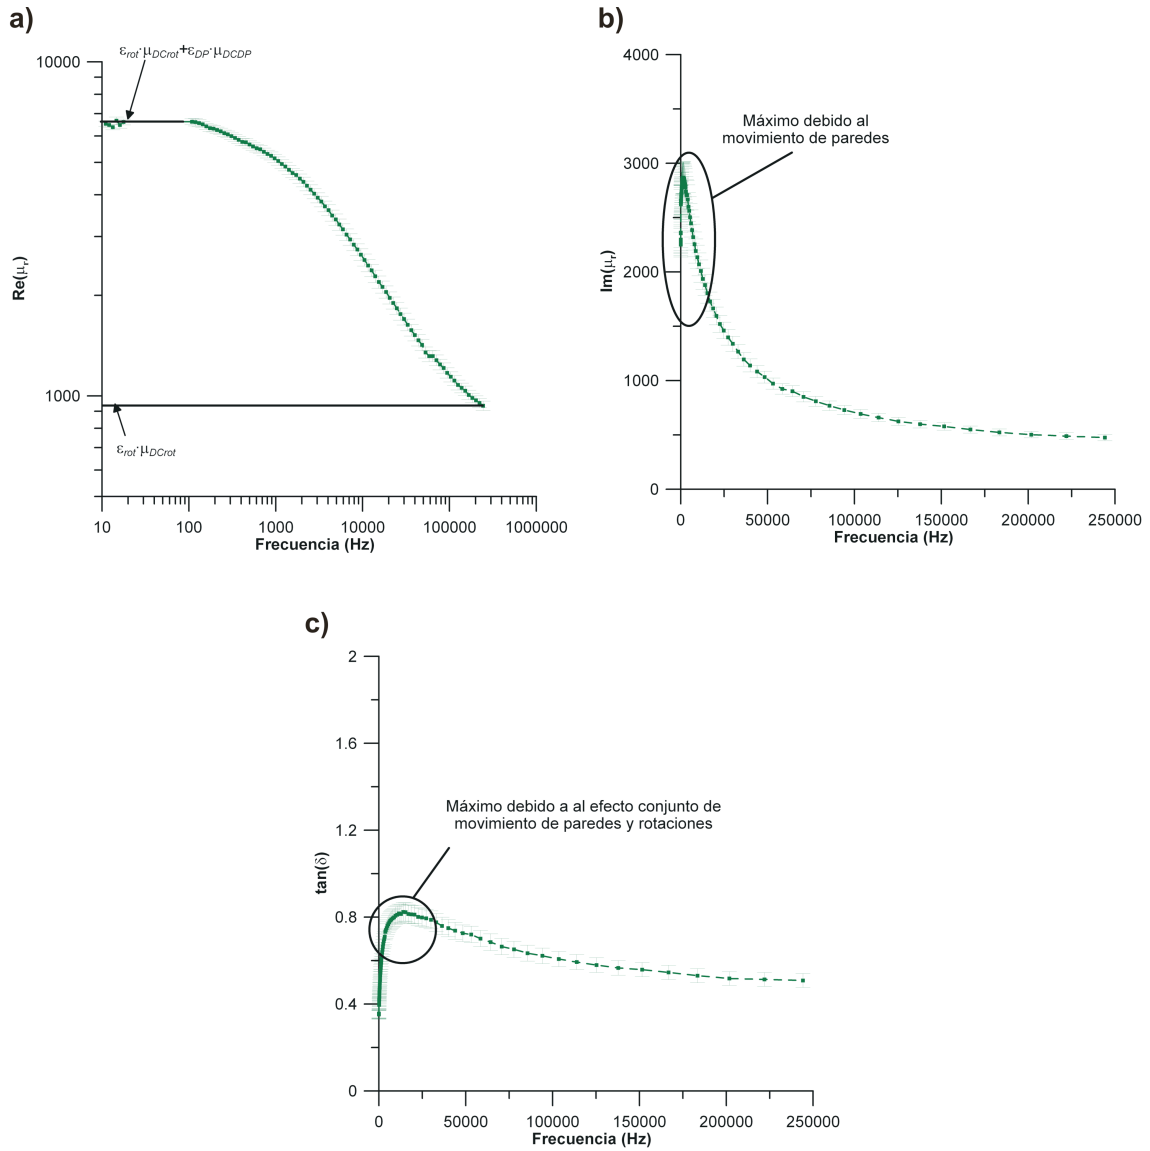 a)
εrot·μDCrot+εDP·μDCDP
10000
1000
Re(μr)
εrot·μDCrot
10 100 1000 10000 100000 1000000
Frecuencia (Hz)
b)
4000
3000
2000
1000
0
Im(μr)
Máximo debido al
movimiento de paredes
0 50000 100000 150000 200000 250000
Frecuencia (Hz)
c)
2
1.6
1.2
0.8
0.4
0
tan(δ)
Máximo debido a al efecto conjunto de
movimiento de paredes y rotaciones
0 50000 100000 150000 200000 250000
Frecuencia (Hz)